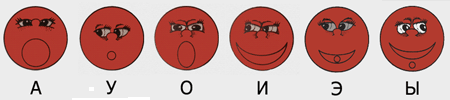 А У О И Э Ы